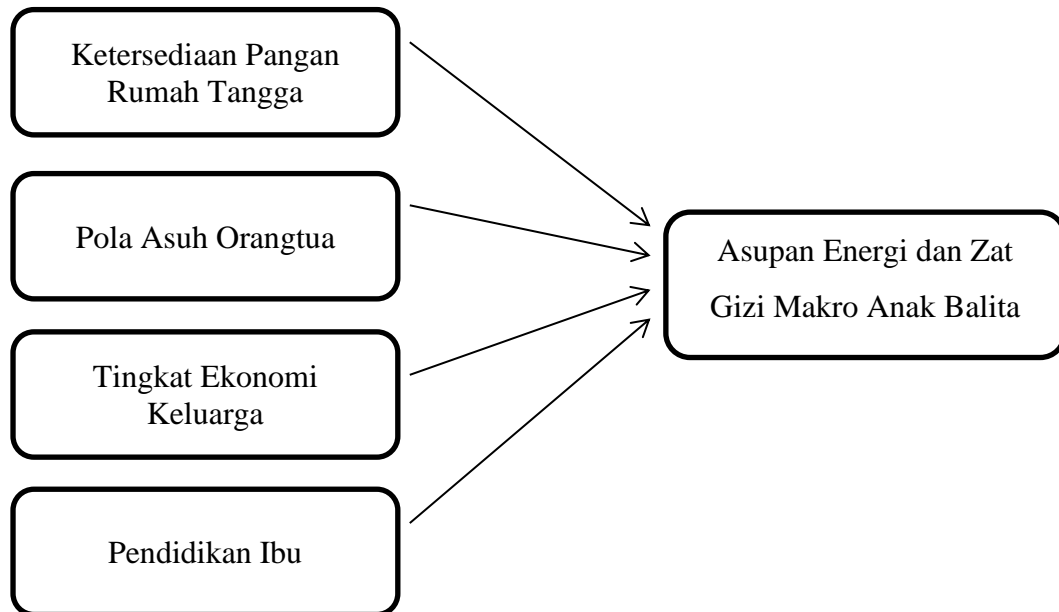 Ketersediaan Pangan
Rumah Tangga
Pola Asuh Orangtua
Tingkat Ekonomi
Keluarga
Pendidikan Ibu
Asupan Energi dan Zat
Gizi Makro Anak Balita